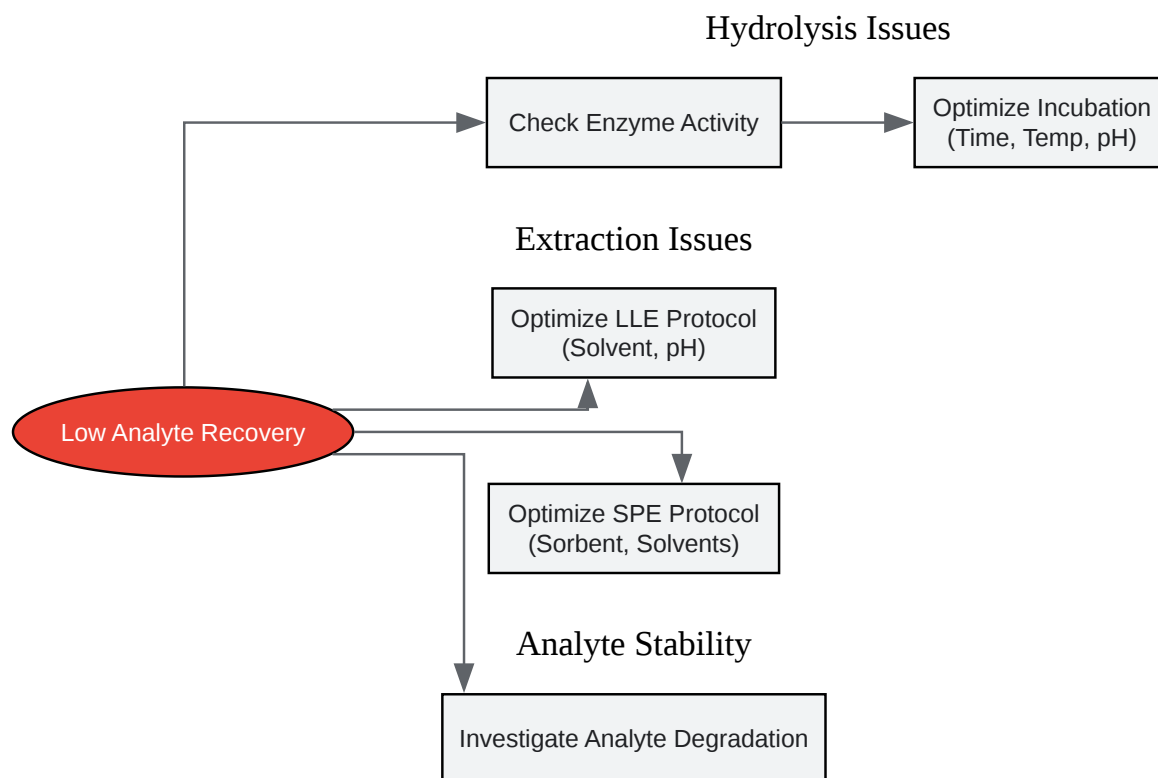 Hydrolysis Issues
Check Enzyme Activity
Optimize Incubation
(Time, Temp, pH)
Extraction Issues
Optimize LLE Protocol
(Solvent, pH)
Low Analyte Recovery
Optimize SPE Protocol
(Sorbent, Solvents)
Analyte Stability
Investigate Analyte Degradation